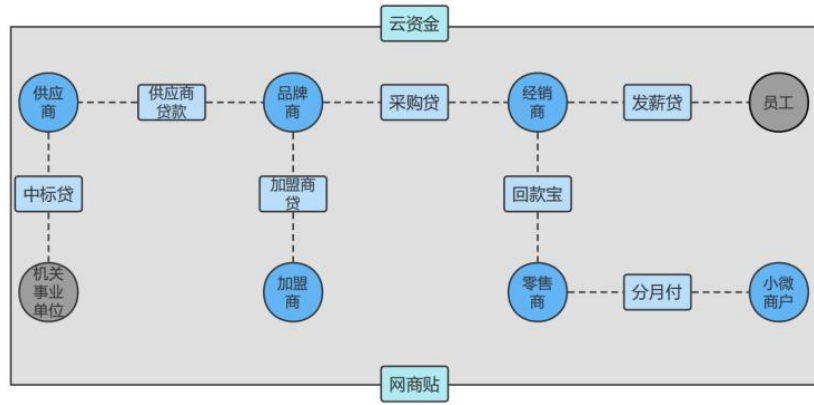 云资金
供应
商
供应商
贷款
品牌
商
采购贷
经销
商
发薪贷
员工
中标贷
加盟商
贷
回款宝
机关
事业
单位
加盟
商
零售
商
分月付
小微
商户
网商贴